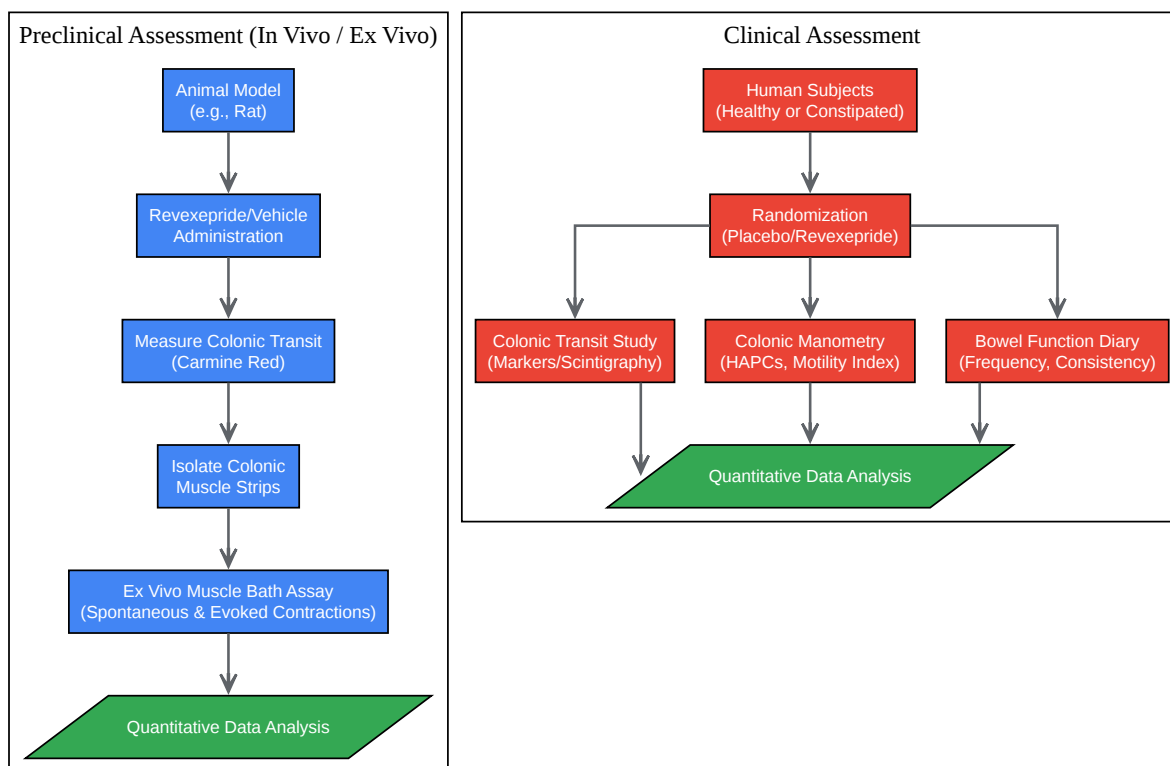 Preclinical Assessment (In Vivo / Ex Vivo)
Animal Model
(e.g., Rat)
Revexepride/Vehicle
Administration
Measure Colonic Transit
(Carmine Red)
Isolate Colonic
Muscle Strips
Ex Vivo Muscle Bath Assay
(Spontaneous & Evoked Contractions)
Quantitative Data Analysis
Clinical Assessment
Human Subjects
(Healthy or Constipated)
Randomization
(Placebo/Revexepride)
Colonic Transit Study
(Markers/Scintigraphy)
Colonic Manometry
(HAPCs, Motility Index)
Bowel Function Diary
(Frequency, Consistency)
Quantitative Data Analysis